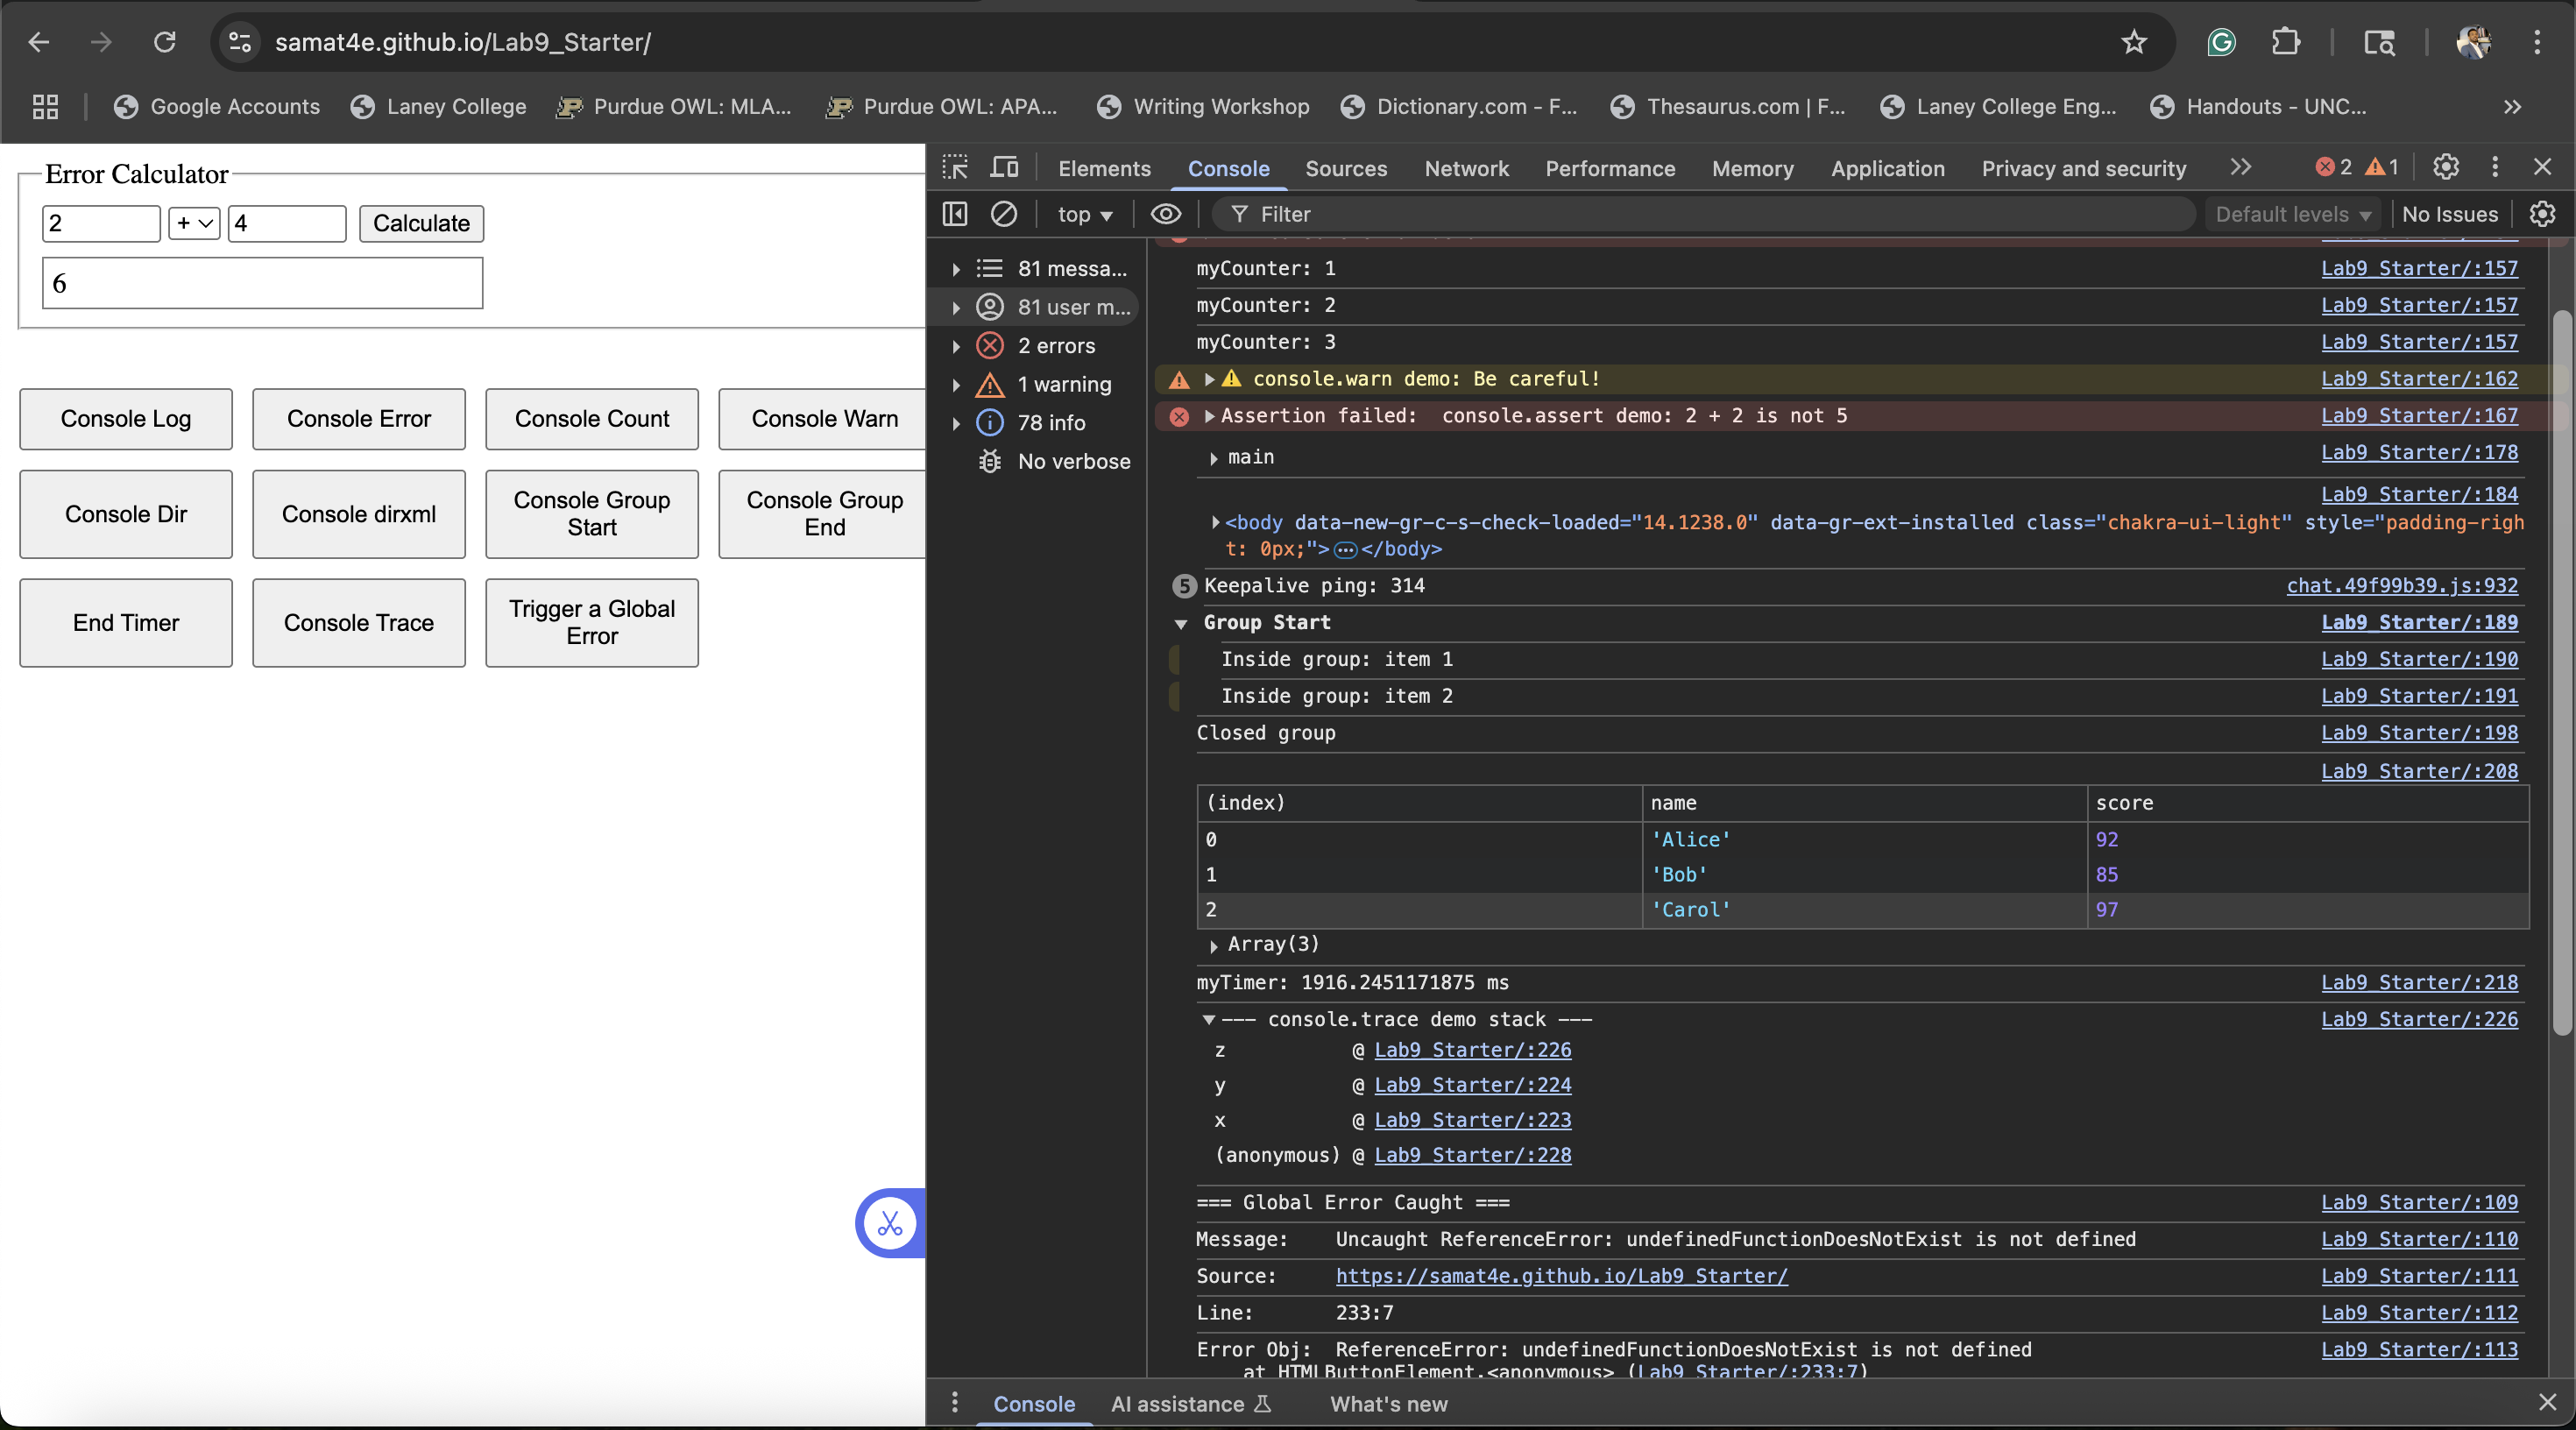 samat4e.github.io/Lab9_Starter/
Google Accounts
Laney College
Purdue OWL: MLA...
Purdue OWL: APA...
Writing Workshop
Dictionary.com - F...
Thesaurus.com | F...
Laney College Eng...
Handouts - UNC...
Error Calculator
2 + 4 Calculate
6
Console Log
Console Error
Console Count
Console Warn
Console Dir
Console dirxml
Console Group
Start
Console Group
End
End Timer
Console Trace
Trigger a Global
Error
Elements Console Sources Network Performance Memory Application Privacy and security 2 1
top Filter Default levels No Issues
81 messa...
81 user m...
2 errors
1 warning
78 info
No verbose
myCounter: 1 Lab9_Starter/:157
myCounter: 2 Lab9_Starter/:157
myCounter: 3 Lab9_Starter/:157
console.warn demo: Be careful! Lab9_Starter/:162
Assertion failed: console.assert demo: 2 + 2 is not 5 Lab9_Starter/:167
main Lab9_Starter/:178
Lab9_Starter/:184
<body data-new-gr-c-s-check-loaded="14.1238.0" data-gr-ext-installed class="chakra-ui-light" style="padding-righ
t: 0px;">…</body>
5 Keepalive ping: 314 chat.49f99b39.js:932
Group Start Lab9_Starter/:189
Inside group: item 1 Lab9_Starter/:190
Inside group: item 2 Lab9_Starter/:191
Closed group Lab9_Starter/:198
Lab9_Starter/:208
(index) name score
0 'Alice' 92
1 'Bob' 85
2 'Carol' 97
Array(3)
myTimer: 1916.2451171875 ms Lab9_Starter/:218
--- console.trace demo stack --- Lab9_Starter/:226
z @ Lab9_Starter/:226
y @ Lab9_Starter/:224
x @ Lab9_Starter/:223
(anonymous) @ Lab9_Starter/:228
=== Global Error Caught === Lab9_Starter/:109
Message: Uncaught ReferenceError: undefinedFunctionDoesNotExist is not defined Lab9_Starter/:110
Source: https://samat4e.github.io/Lab9_Starter/ Lab9_Starter/:111
Line: 233:7 Lab9_Starter/:112
Error Obj: ReferenceError: undefinedFunctionDoesNotExist is not defined Lab9_Starter/:113
at HTMLButtonElement.<anonymous> (Lab9_Starter/:233:7)
Console AI assistance What's new